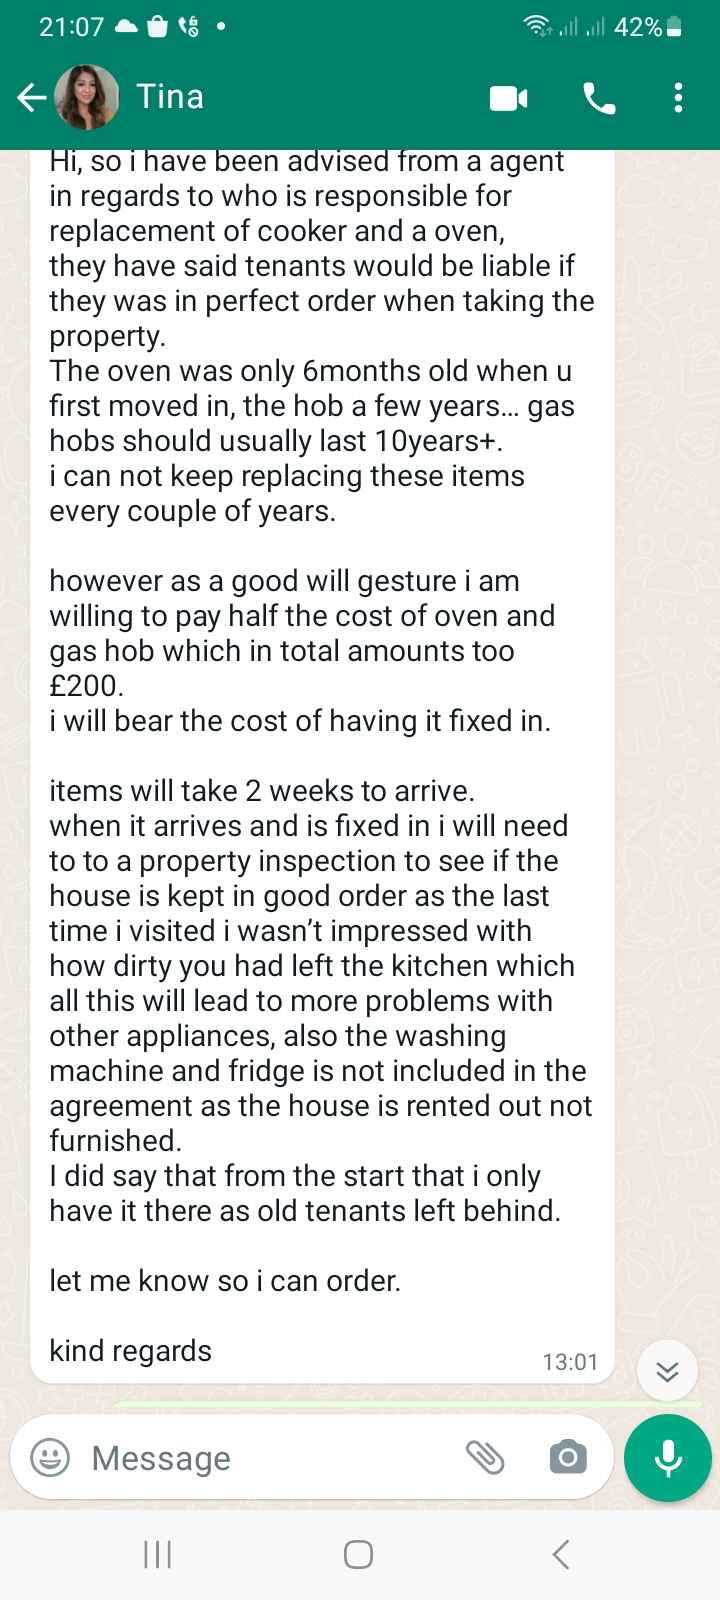 21:07
42%
Tina
Hi, so i have been advised from a agent
in regards to who is responsible for
replacement of cooker and a oven,
they have said tenants would be liable if
they was in perfect order when taking the
property.
The oven was only 6months old when u
first moved in, the hob a few years... gas
hobs should usually last 10years+.
i can not keep replacing these items
every couple of years.
however as a good will gesture i am
willing to pay half the cost of oven and
gas hob which in total amounts too
£200.
i will bear the cost of having it fixed in.
items will take 2 weeks to arrive.
when it arrives and is fixed in i will need
to to a property inspection to see if the
house is kept in good order as the last
time i visited i wasn’t impressed with
how dirty you had left the kitchen which
all this will lead to more problems with
other appliances, also the washing
machine and fridge is not included in the
agreement as the house is rented out not
furnished.
I did say that from the start that i only
have it there as old tenants left behind.
let me know so i can order.
kind regards
13:01
Message